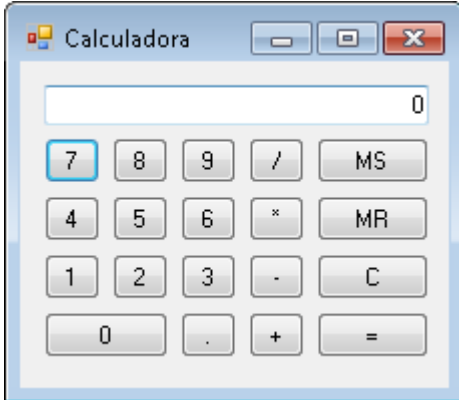 Calculadora
0
7 8 9 / MS
4 5 6 * MR
1 2 3 - C
0 . + =